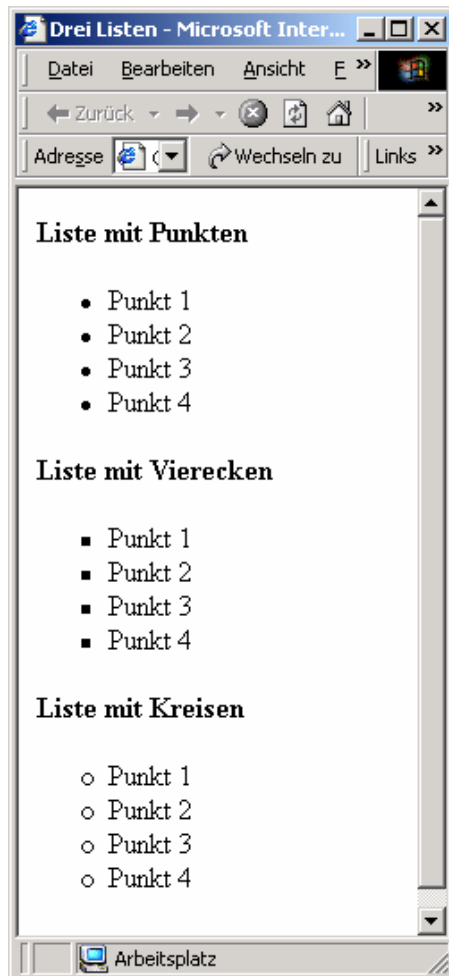 Drei Listen - Microsoft Inter...
Datei Bearbeiten Ansicht F »
Zurück »
Adresse Wechseln zu Links »
Liste mit Punkten
Punkt 1
Punkt 2
Punkt 3
Punkt 4
Liste mit Vierecken
Punkt 1
Punkt 2
Punkt 3
Punkt 4
Liste mit Kreisen
Punkt 1
Punkt 2
Punkt 3
Punkt 4
Arbeitsplatz